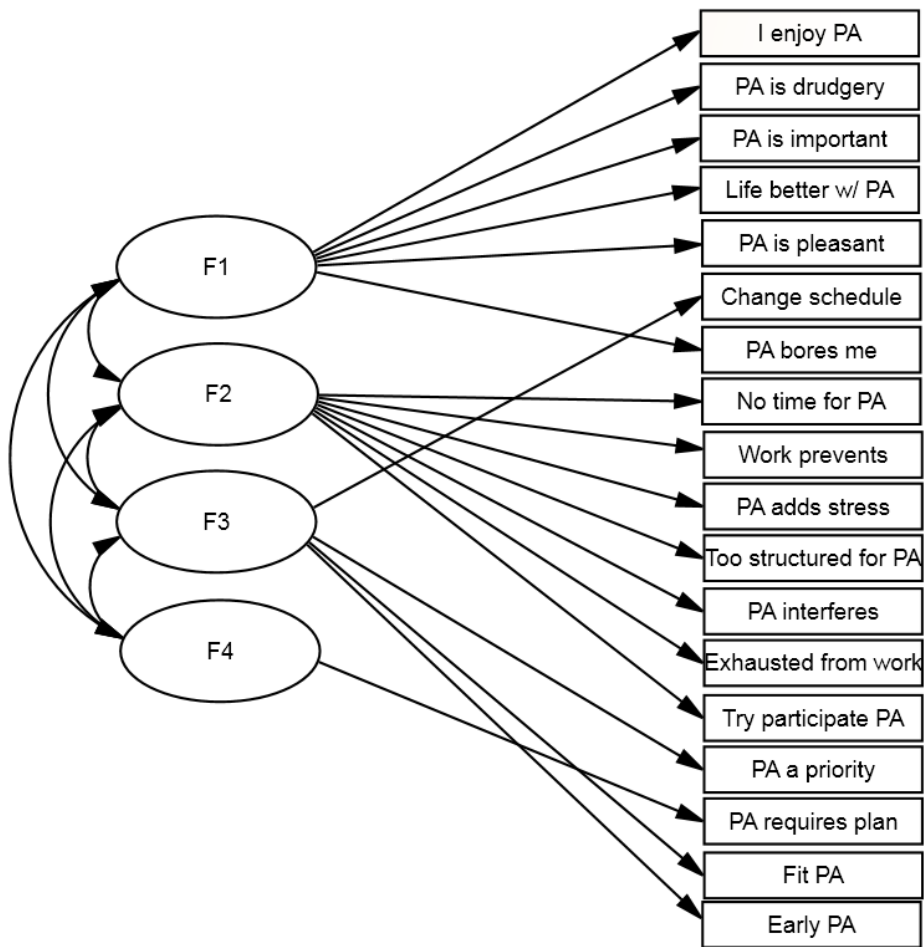 I enjoy PA
PA is drudgery
PA is important
Life better w/ PA
PA is pleasant
F1
Change schedule
PA bores me
F2
No time for PA
Work prevents
PA adds stress
F3
Too structured for PA
PA interferes
F4
Exhausted from work
Try participate PA
PA a priority
PA requires plan
Fit PA
Early PA